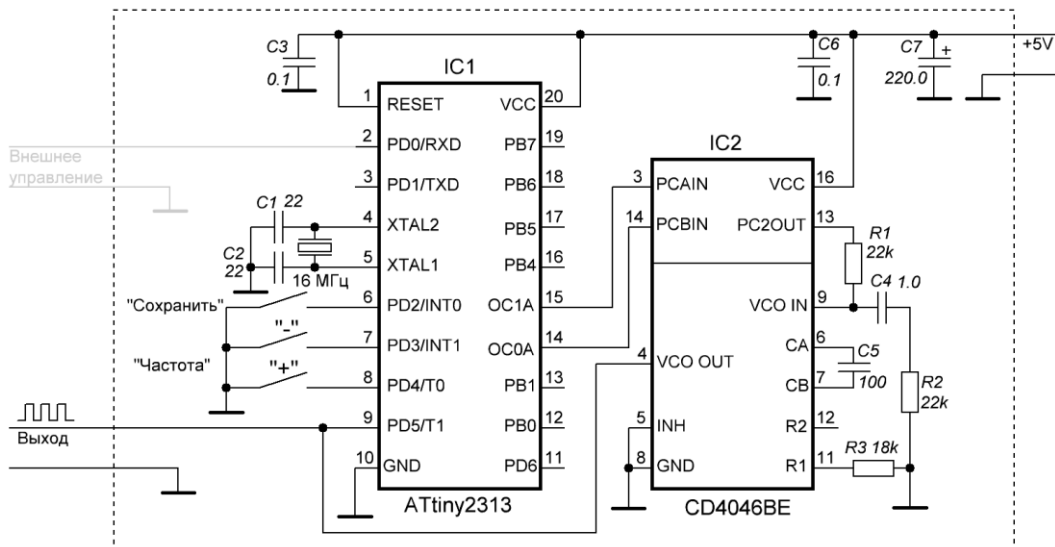 C3
0.1
C6
0.1
C7
+
220.0
+5V
IC1
1 RESET VCC 20
2 PD0/RXD PB7 19
3 PD1/TXD PB6 18
4 XTAL2 PB5 17
5 XTAL1 PB4 16
6 PD2/INT0 OC1A 15
7 PD3/INT1 OC0A 14
8 PD4/T0 PB1 13
9 PD5/T1 PB0 12
10 GND PD6 11
ATtiny2313
Внешнее
управление
C1 22
C2
22
16 МГц
"Сохранить"
"-"
"Частота"
"+"
Выход
IC2
3 PCAIN VCC 16
14 PCBIN PC2OUT 13
VCO IN 9
CA 6
4 VCO OUT
CB 7
5 INH R2 12
8 GND R1 11
CD4046BE
R1
22k
C4 1.0
C5
100
R2
22k
R3 18k